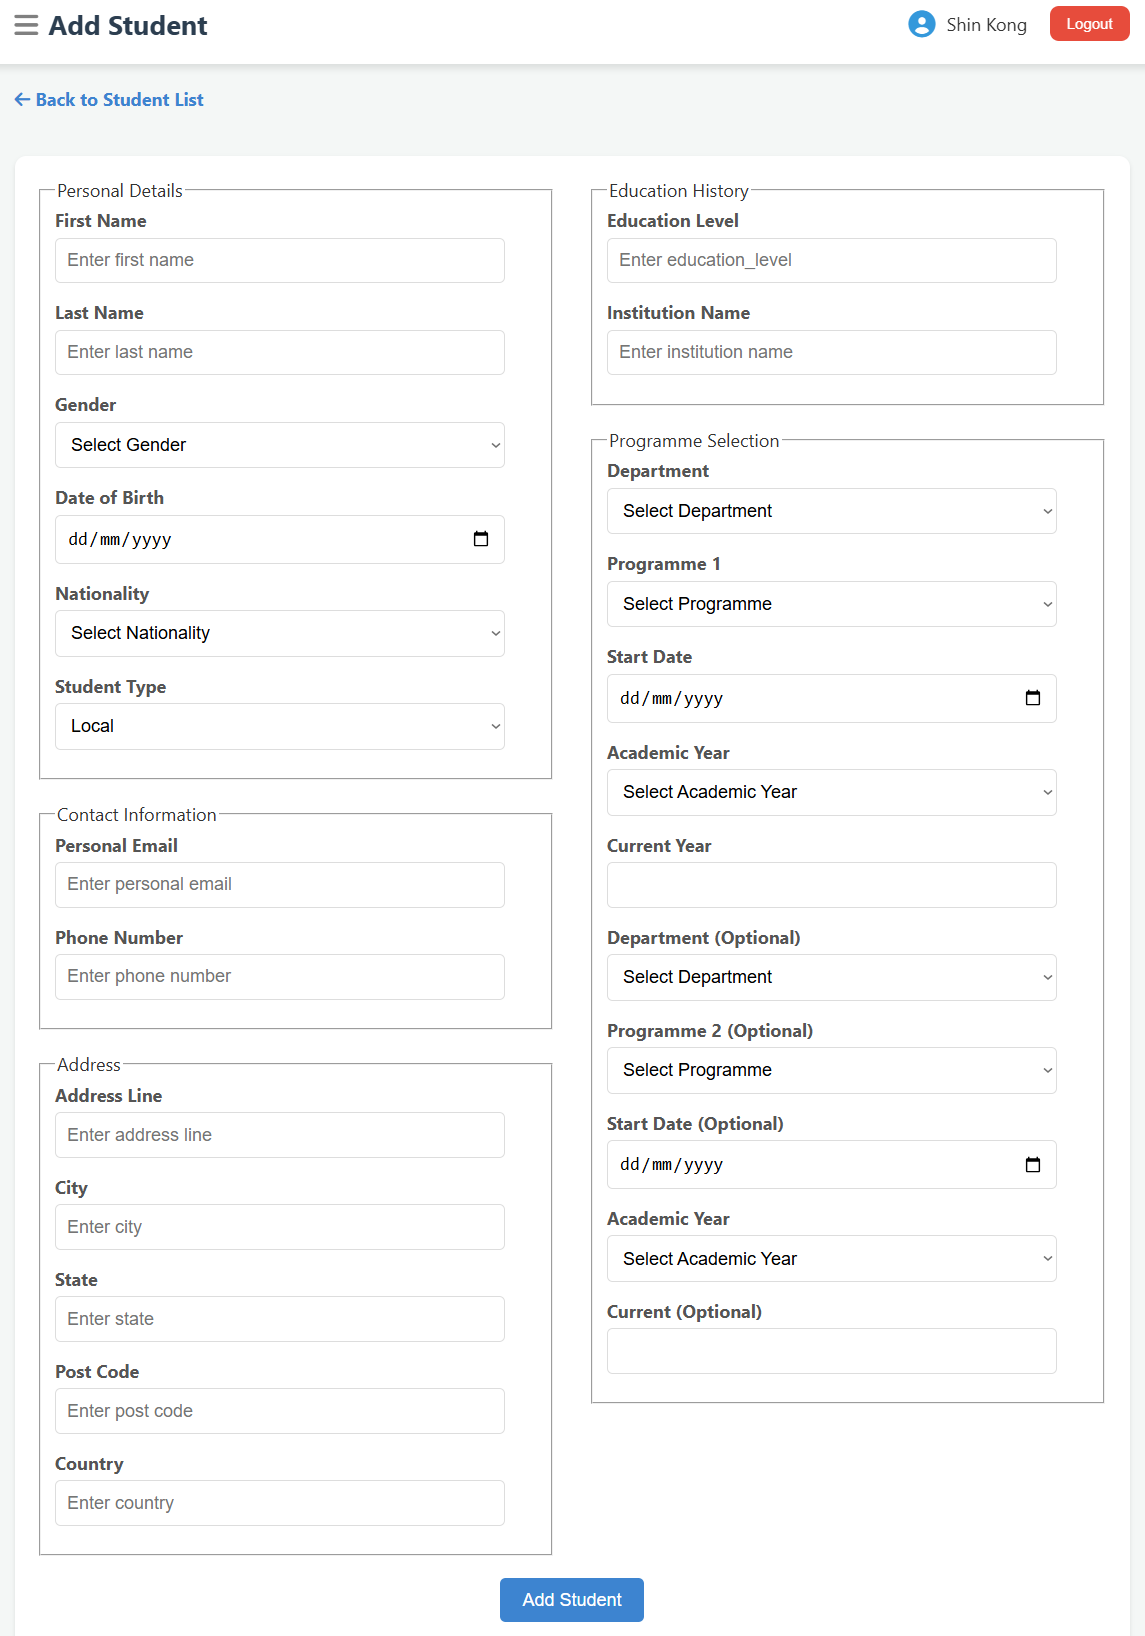 Add Student
Shin Kong
Logout
← Back to Student List
Personal Details
First Name
Enter first name
Last Name
Enter last name
Gender
Select Gender
Date of Birth
dd/mm/yyyy
Nationality
Select Nationality
Student Type
Local
Contact Information
Personal Email
Enter personal email
Phone Number
Enter phone number
Address
Address Line
Enter address line
City
Enter city
State
Enter state
Post Code
Enter post code
Country
Enter country
Education History
Education Level
Enter education_level
Institution Name
Enter institution name
Programme Selection
Department
Select Department
Programme 1
Select Programme
Start Date
dd/mm/yyyy
Academic Year
Select Academic Year
Current Year
Department (Optional)
Select Department
Programme 2 (Optional)
Select Programme
Start Date (Optional)
dd/mm/yyyy
Academic Year
Select Academic Year
Current (Optional)
Add Student